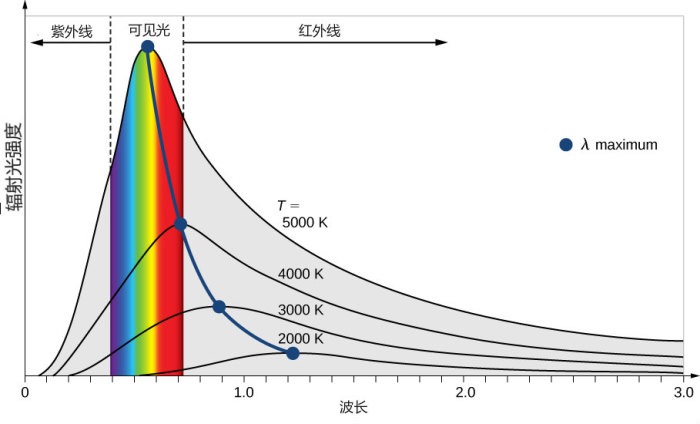 紫外线
可见光
红外线
辐射光强度
λ maximum
T =
5000 K
4000 K
3000 K
2000 K
0
1.0
2.0
3.0
波长